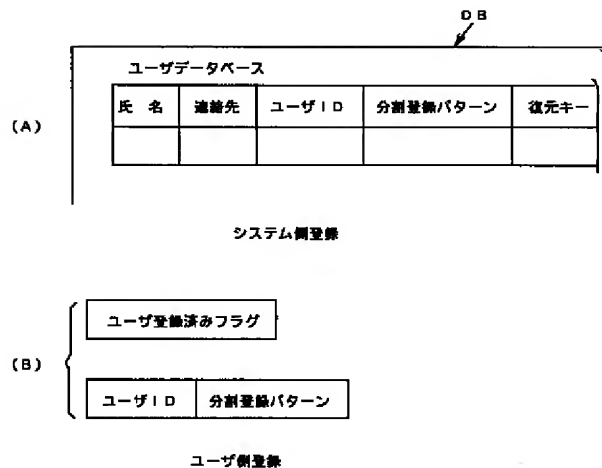 DB
ユーザデータベース
氏 名 連絡先 ユーザID 分割登録パターン 復元キー
(A)
システム側登録
ユーザ登録済みフラグ
(B)
ユーザID 分割登録パターン
ユーザ側登録